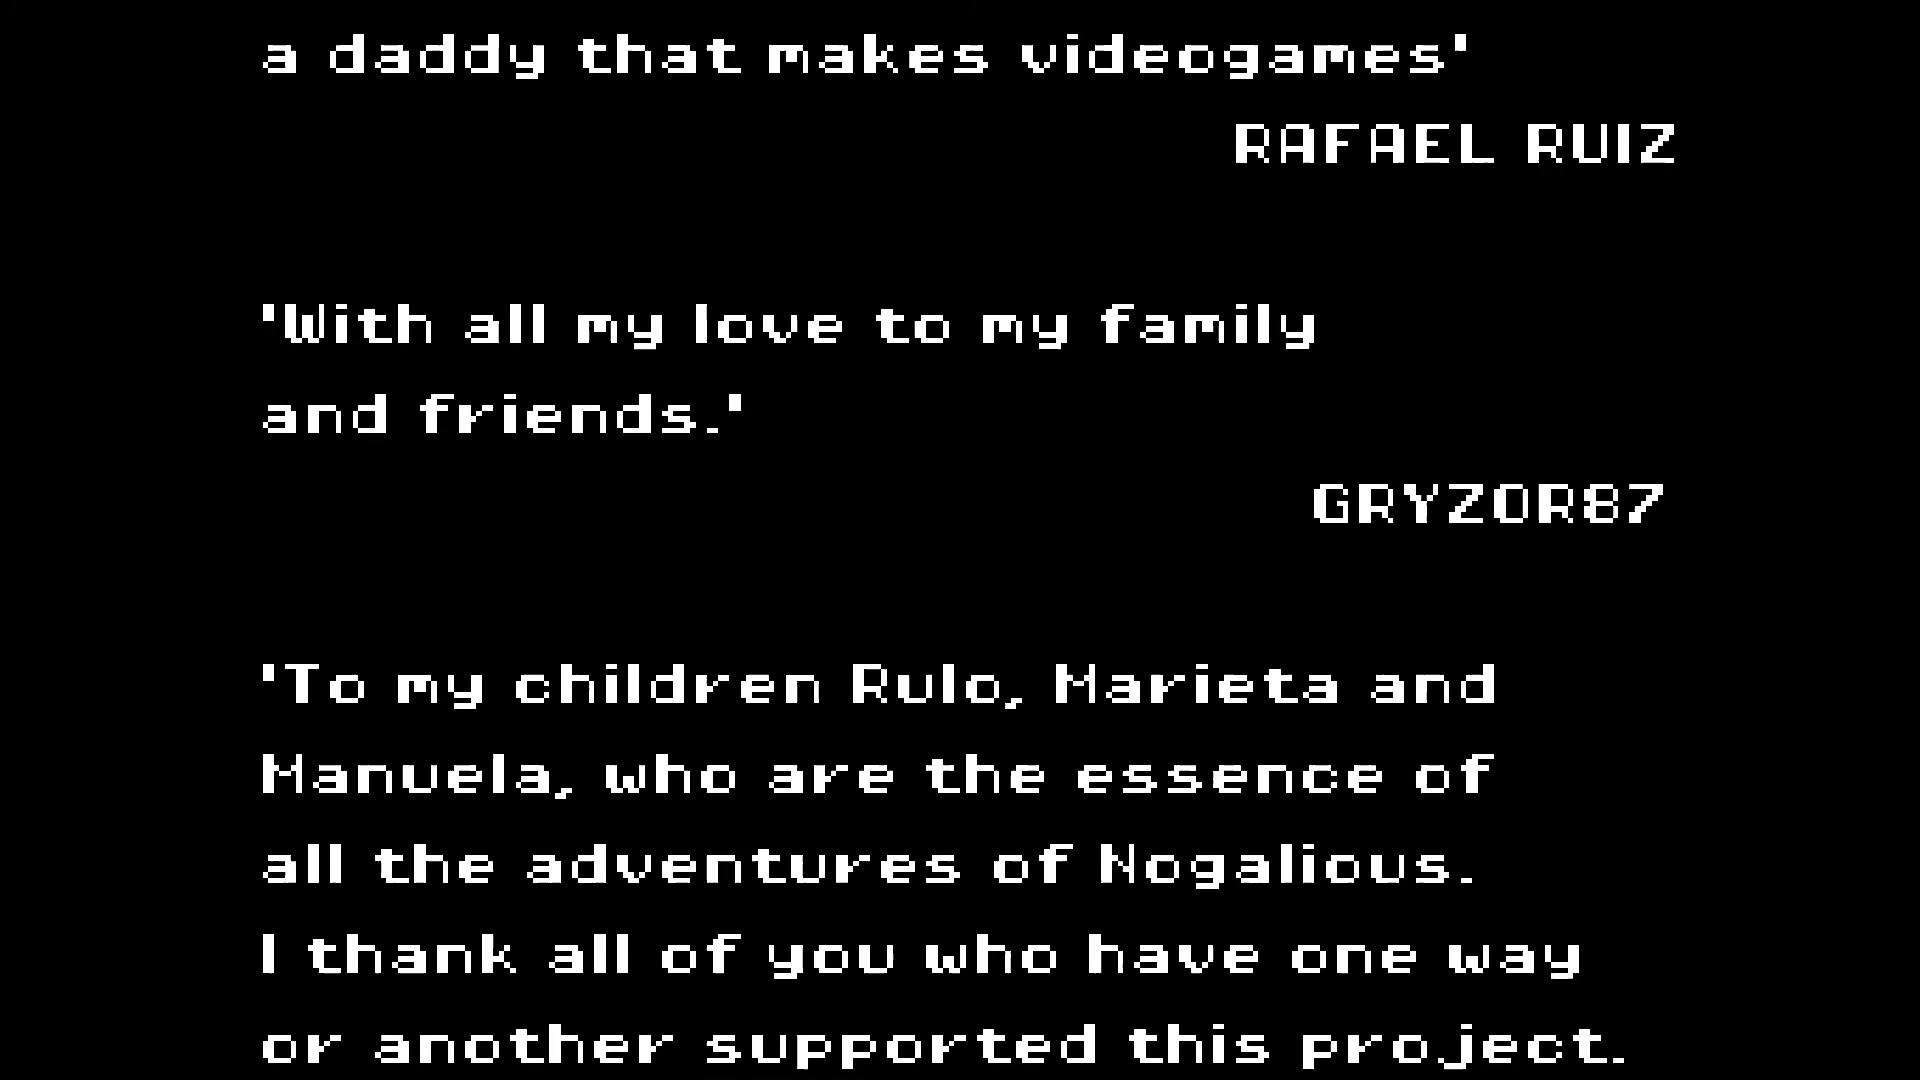 a daddy that makes videogames'
RAFAEL RUIZ
'With all my love to my family
and friends.'
GRYZOR87
'To my children Rulo, Marieta and
Manuela, who are the essence of
all the adventures of Nogalious.
I thank all of you who have one way
or another supported this project.